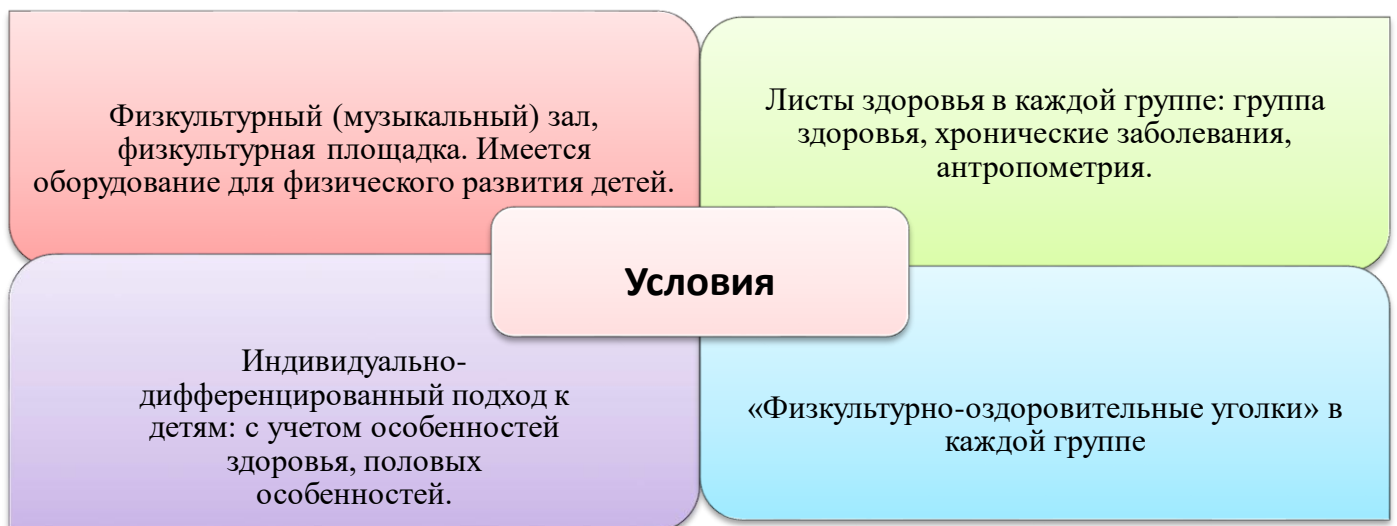 Физкультурный (музыкальный) зал,
физкультурная площадка. Имеется
оборудование для физического развития детей.
Листы здоровья в каждой группе: группа
здоровья, хронические заболевания,
антропометрия.
Условия
Индивидуально-
дифференцированный подход к
детям: с учетом особенностей
здоровья, половых
особенностей.
«Физкультурно-оздоровительные уголки» в
каждой группе